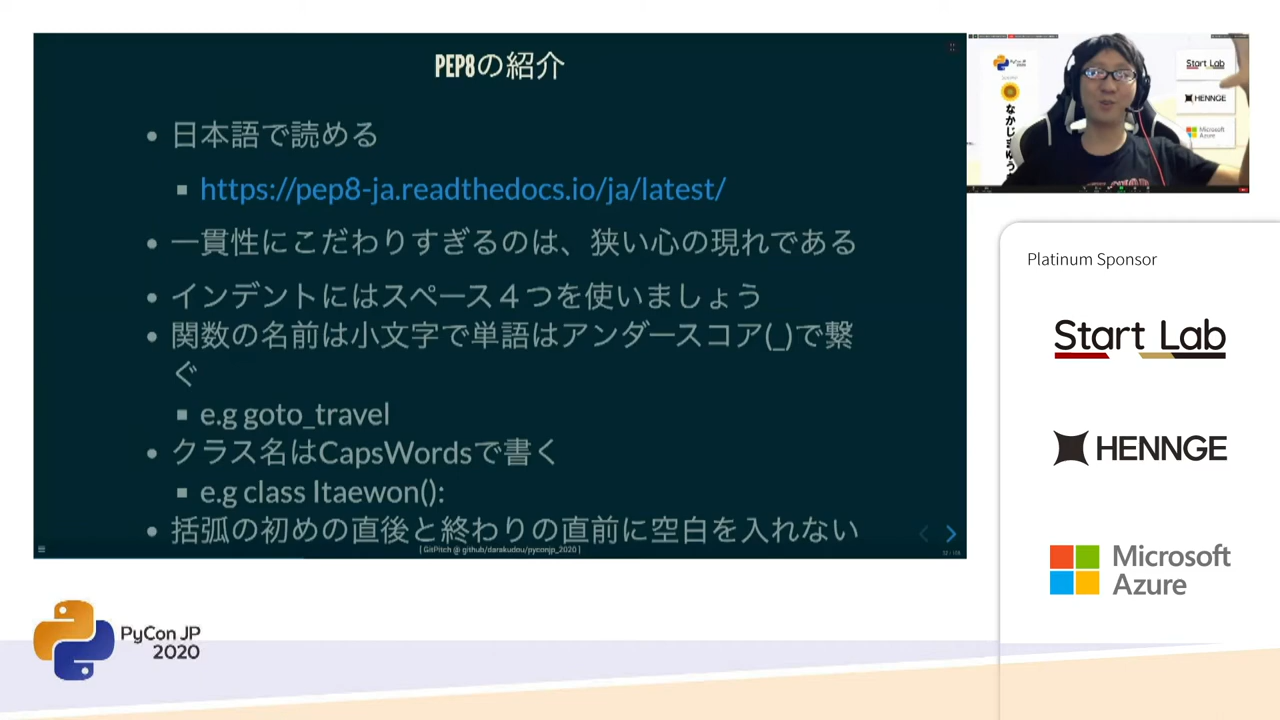 PEP8の紹介
日本語で読める
https://pep8-ja.readthedocs.io/ja/latest/
一貫性にこだわりすぎるのは、狭い心の現れである
インデントにはスペース４つを使いましょう
関数の名前は小文字で単語はアンダースコア(_)で繋
ぐ
e.g goto_travel
クラス名はCapsWordsで書く
e.g class Itaewon():
括弧の初めの直後と終わりの直前に空白を入れない
[ GitPitch @ github/darakudou/pyconjp_2020 ]
PyCon JP
2020
Start Lab
HENNGE
Microsoft
Azure
Platinum Sponsor
Start Lab
HENNGE
Microsoft
Azure
PyCon JP
2020